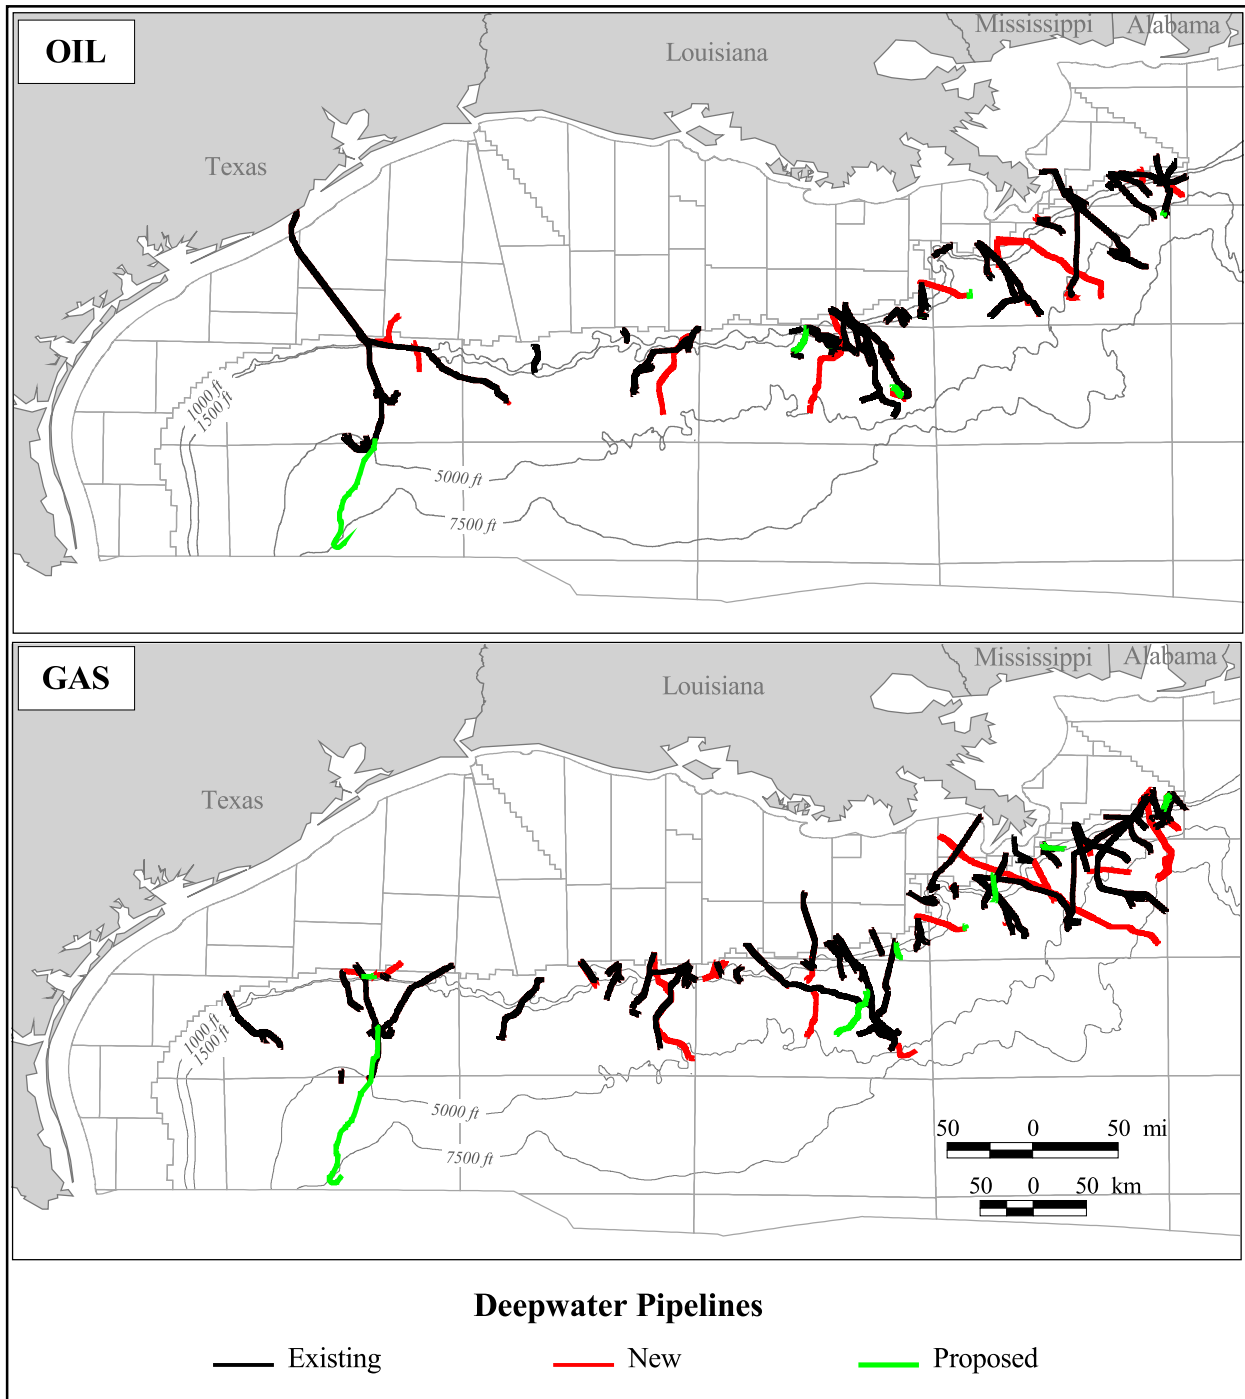 OIL
Mississippi Alabama
Louisiana
Texas
1000 ft
1500 ft
5000 ft
7500 ft
GAS
Mississippi Alabama
Louisiana
Texas
1000 ft
1500 ft
5000 ft
7500 ft
50 0 50 mi
50 0 50 km
Deepwater Pipelines
Existing New Proposed